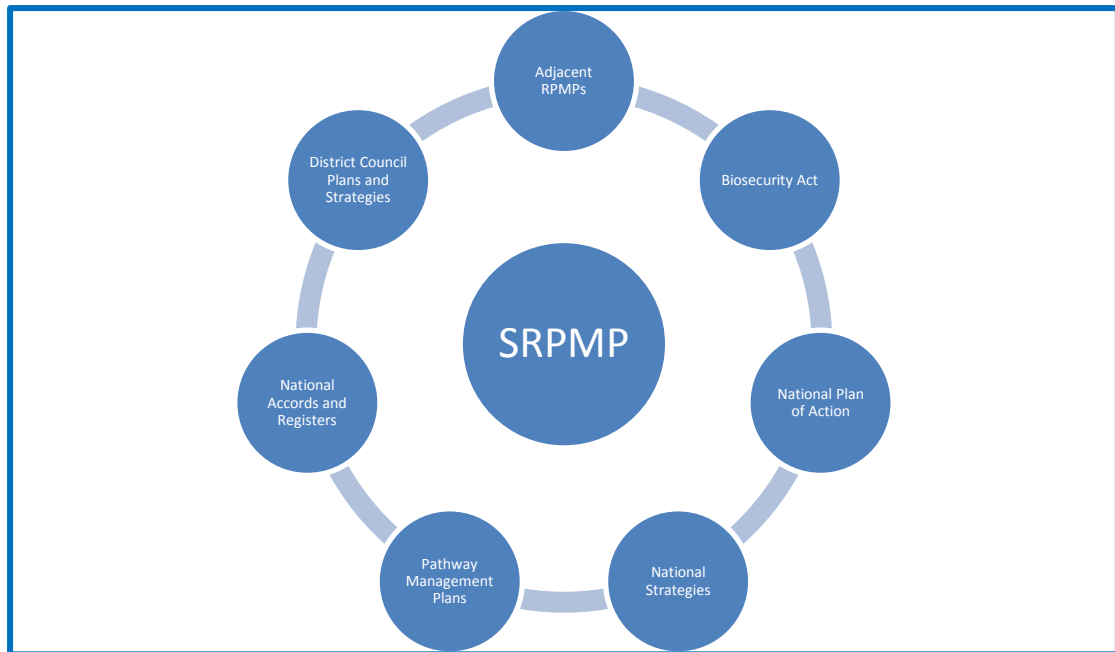 Adjacent
RPMPs
Biosecurity Act
National Plan
of Action
National
Strategies
Pathway
Management
Plans
National
Accords and
Registers
District Council
Plans and
Strategies
SRPMP